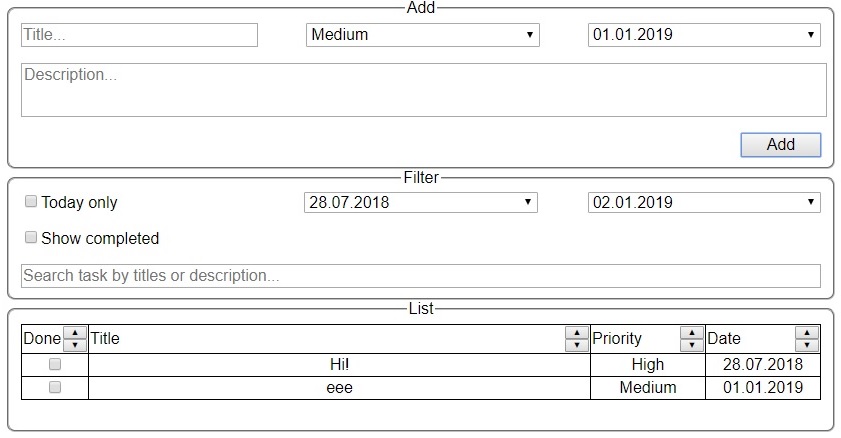 Add
Title... Medium 01.01.2019
Description...
Add
Filter
Today only 28.07.2018 02.01.2019
Show completed
Search task by titles or description...
List
Done Title Priority Date
Hi! High 28.07.2018
eee Medium 01.01.2019